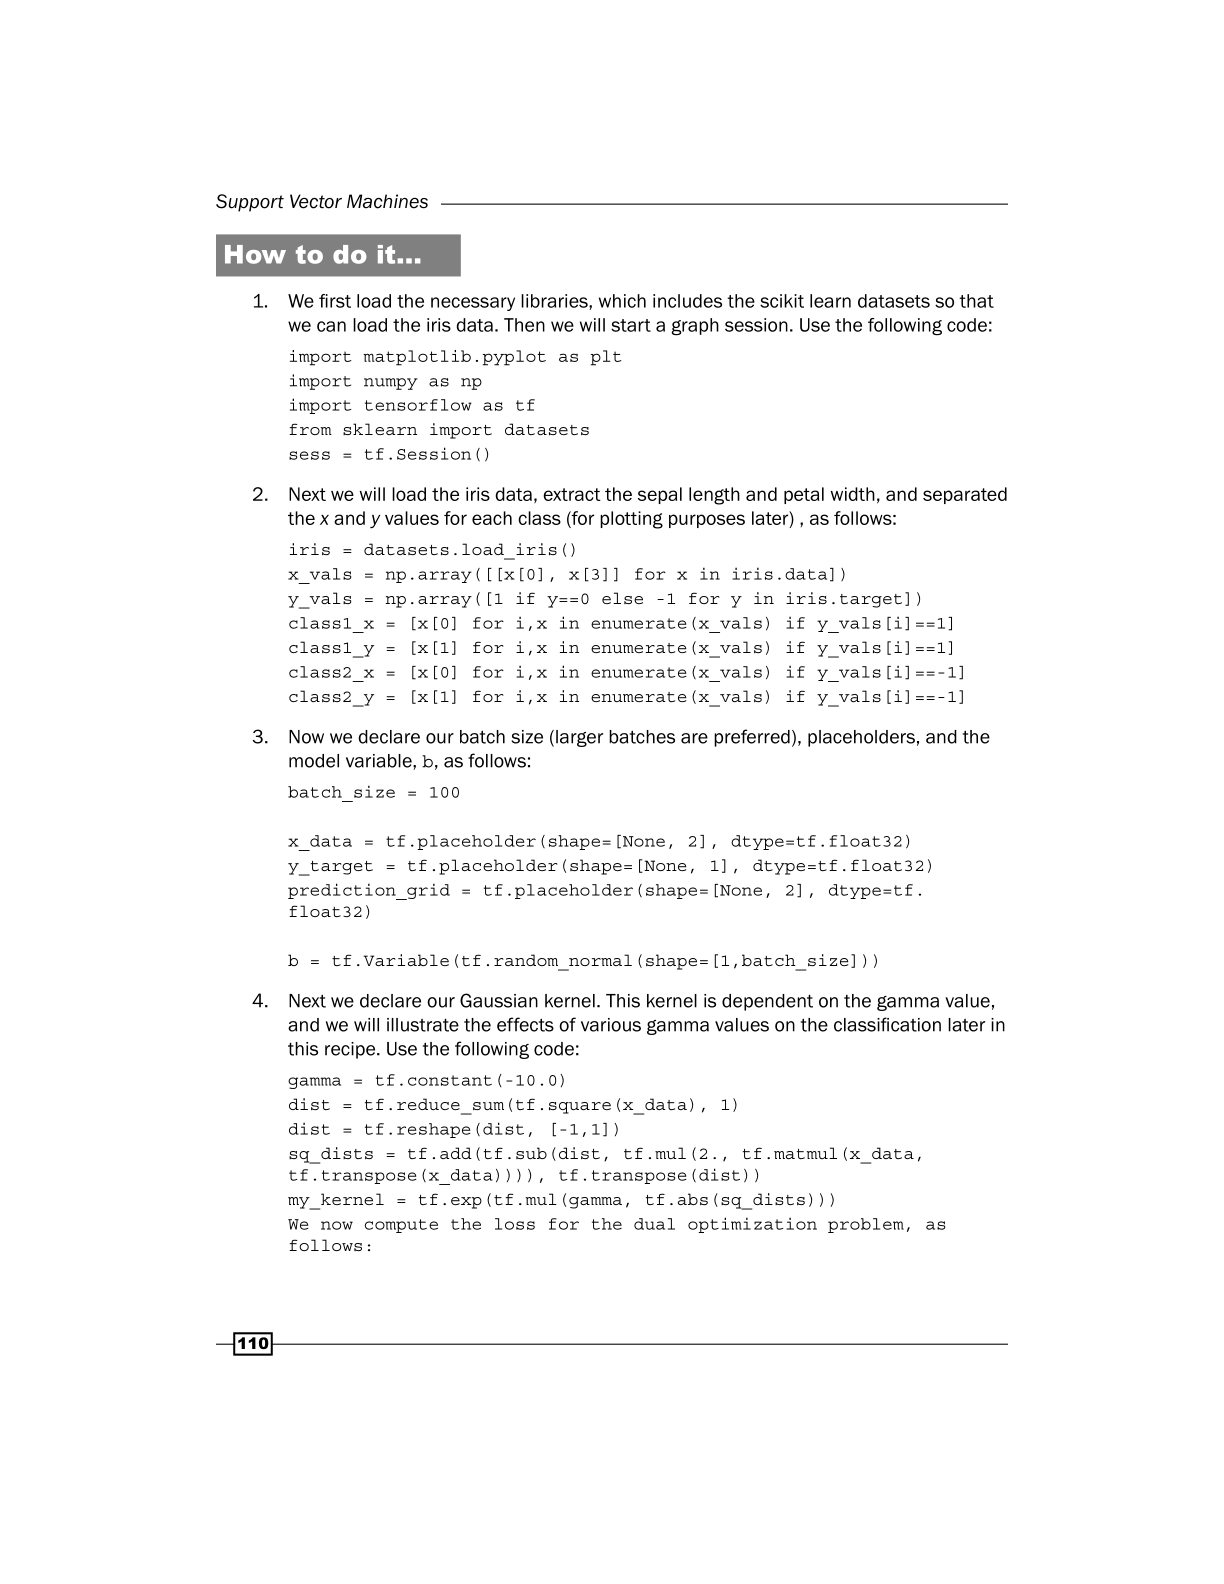 Support Vector Machines
How to do it...
1. We first load the necessary libraries, which includes the scikit learn datasets so that
we can load the iris data. Then we will start a graph session. Use the following code:
import matplotlib.pyplot as plt
import numpy as np
import tensorflow as tf
from sklearn import datasets
sess = tf.Session()
2. Next we will load the iris data, extract the sepal length and petal width, and separated
the x and y values for each class (for plotting purposes later) , as follows:
iris = datasets.load_iris()
x_vals = np.array([[x[0], x[3]] for x in iris.data])
y_vals = np.array([1 if y==0 else -1 for y in iris.target])
class1_x = [x[0] for i,x in enumerate(x_vals) if y_vals[i]==1]
class1_y = [x[1] for i,x in enumerate(x_vals) if y_vals[i]==1]
class2_x = [x[0] for i,x in enumerate(x_vals) if y_vals[i]==-1]
class2_y = [x[1] for i,x in enumerate(x_vals) if y_vals[i]==-1]
3. Now we declare our batch size (larger batches are preferred), placeholders, and the
model variable, b, as follows:
batch_size = 100
x_data = tf.placeholder(shape=[None, 2], dtype=tf.float32)
y_target = tf.placeholder(shape=[None, 1], dtype=tf.float32)
prediction_grid = tf.placeholder(shape=[None, 2], dtype=tf.
float32)
b = tf.Variable(tf.random_normal(shape=[1,batch_size]))
4. Next we declare our Gaussian kernel. This kernel is dependent on the gamma value,
and we will illustrate the effects of various gamma values on the classification later in
this recipe. Use the following code:
gamma = tf.constant(-10.0)
dist = tf.reduce_sum(tf.square(x_data), 1)
dist = tf.reshape(dist, [-1,1])
sq_dists = tf.add(tf.sub(dist, tf.mul(2., tf.matmul(x_data,
tf.transpose(x_data)))), tf.transpose(dist))
my_kernel = tf.exp(tf.mul(gamma, tf.abs(sq_dists)))
We now compute the loss for the dual optimization problem, as
follows:
110